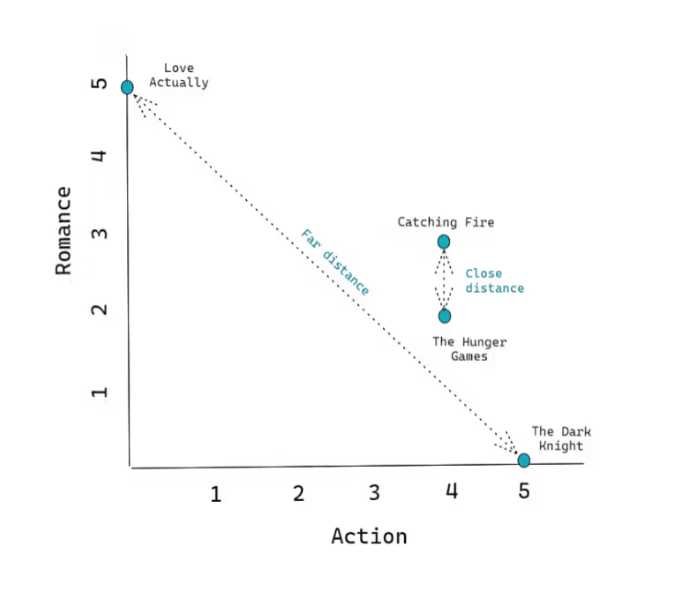 Love
Actually
5
4
Catching Fire
3
Romance
Far distance
Close
distance
2
The Hunger
Games
1
The Dark
Knight
1 2 3 4 5
Action